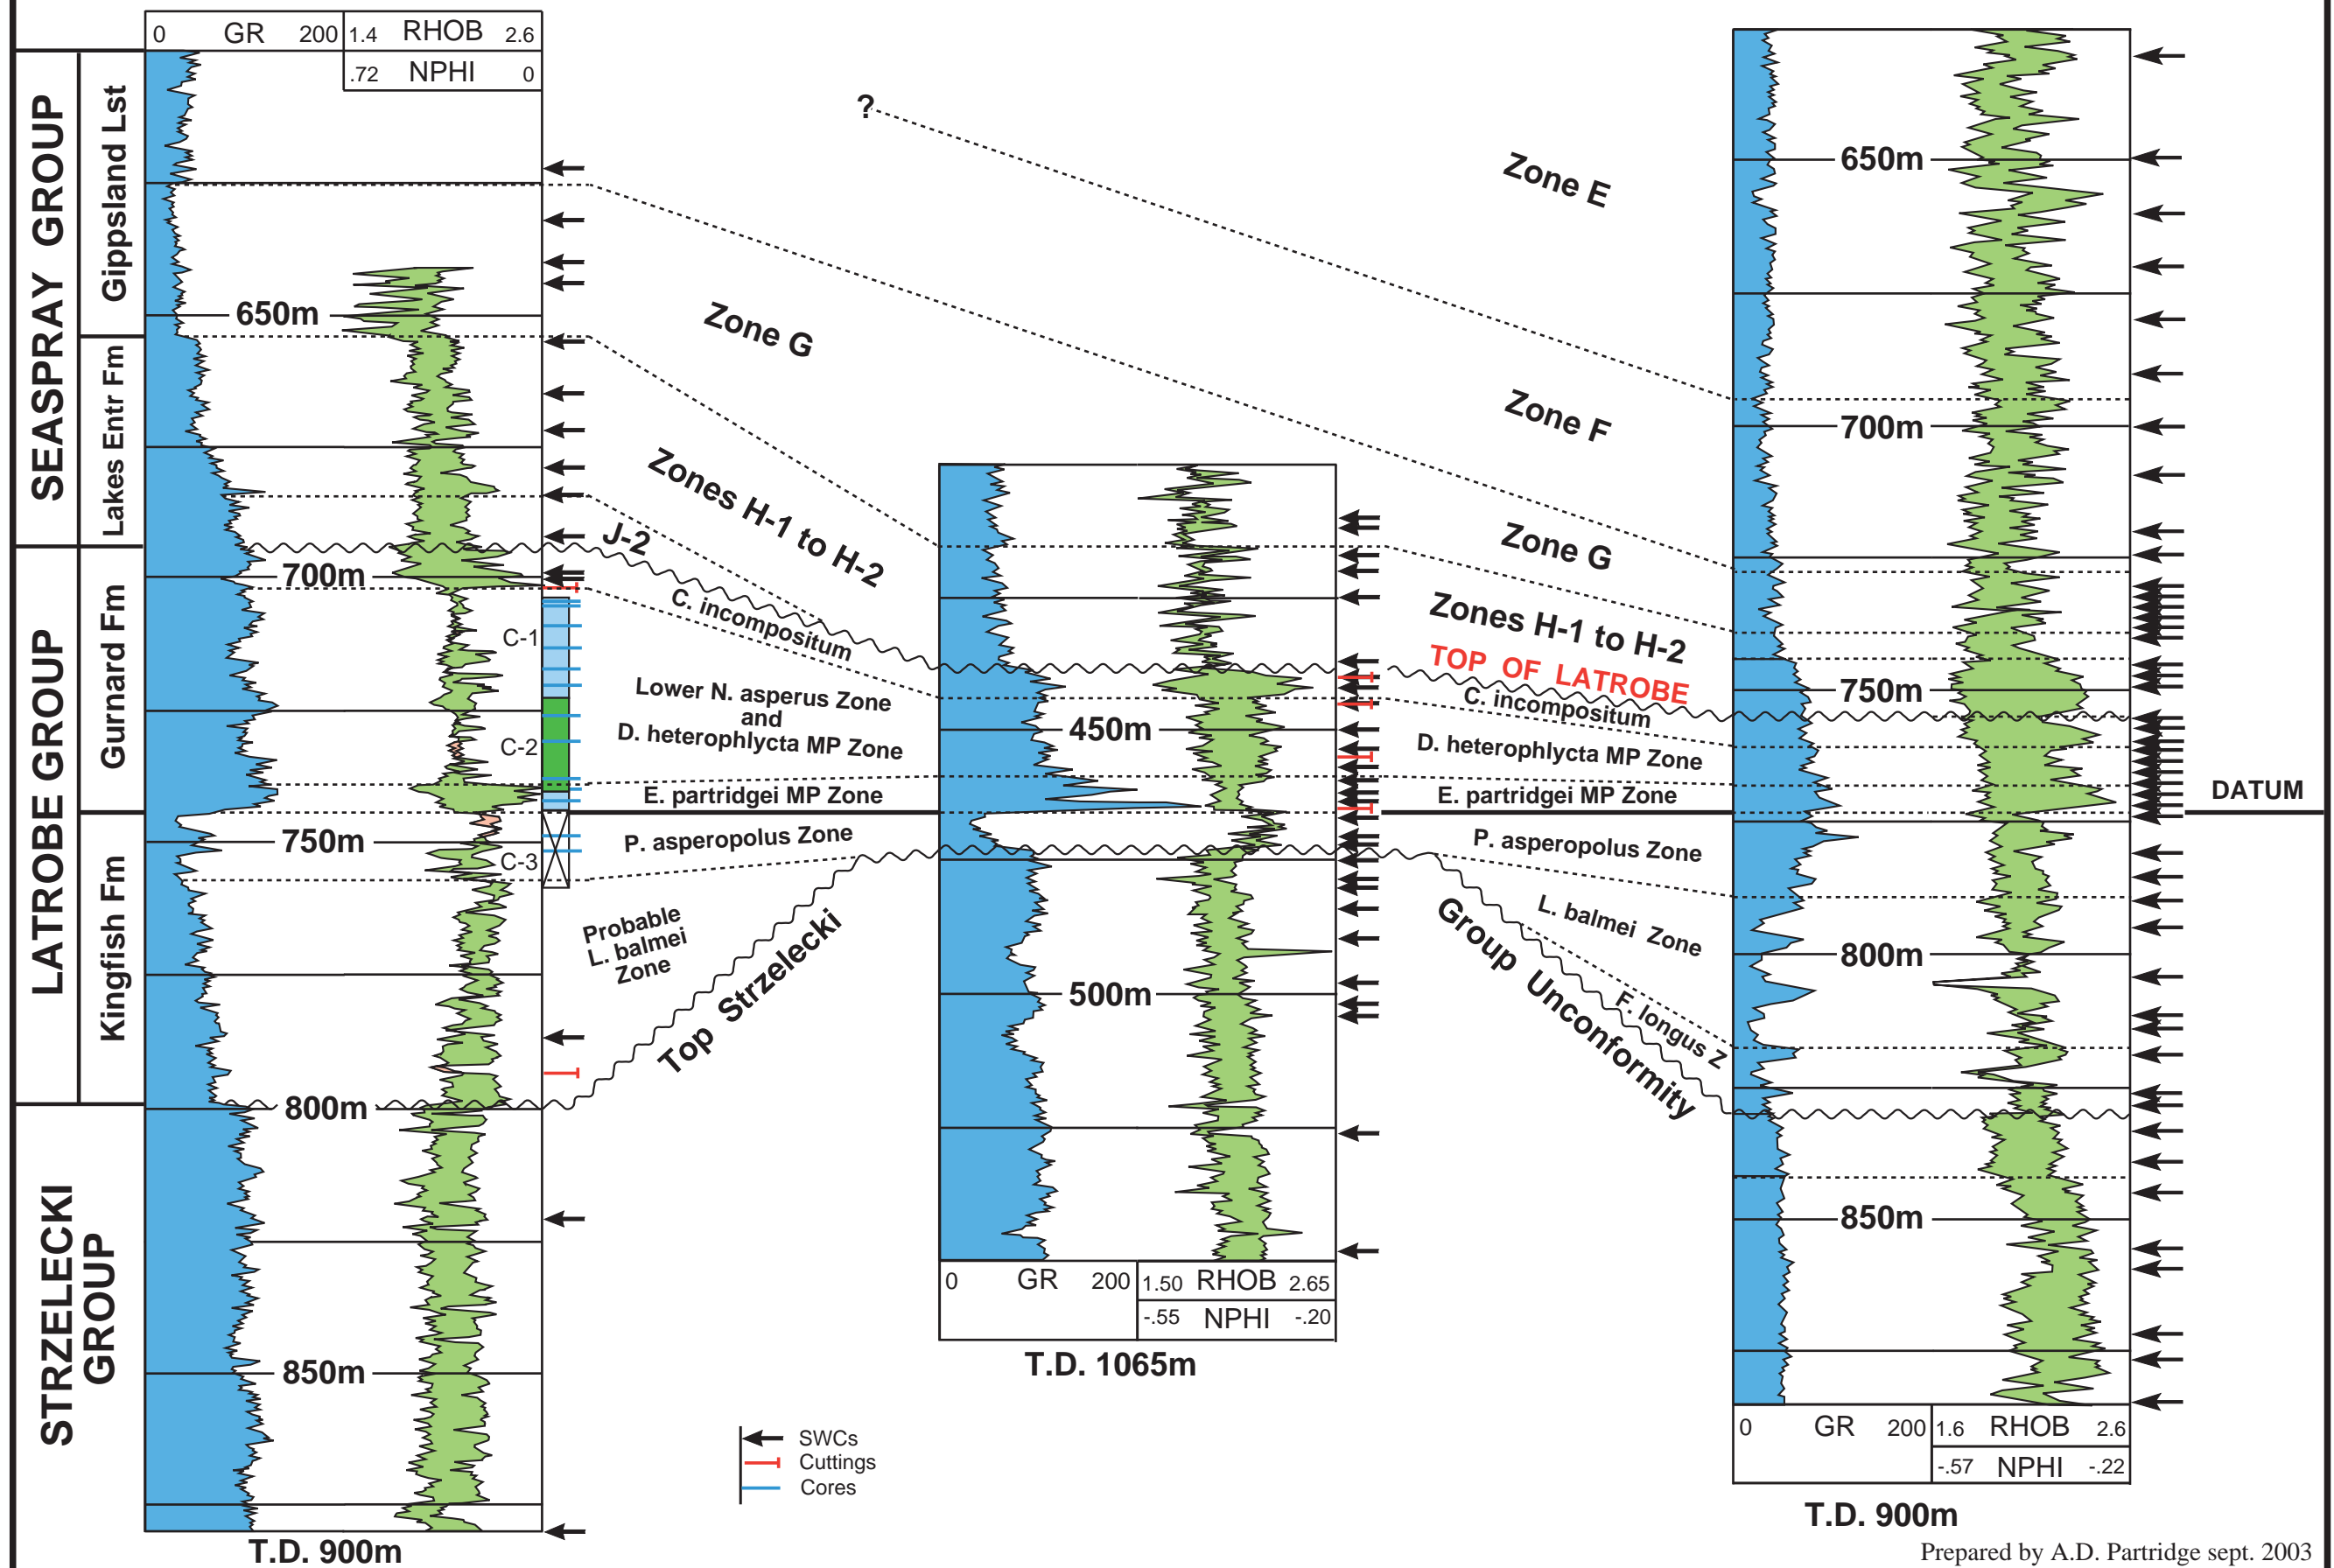 0 GR 200 1.4 RHOB 2.6
.72 NPHI 0
SEASPRAY GROUP
Gippsland Lst
Lakes Entr Fm
LATROBE GROUP
Gurnard Fm
Kingfish Fm
STRZELECKI
GROUP
650m
700m
750m
800m
850m
C-1
C-2
C-3
T.D. 900m
?
Zone E
Zone F
Zone G
Zone G
Zones H-1 to H-2
Zones H-1 to H-2
J-2
TOP OF LATROBE
C. incompositum
C. incompositum
Lower N. asperus Zone
and
D. heterophlycta MP Zone
D. heterophlycta MP Zone
E. partridgei MP Zone
E. partridgei MP Zone
P. asperopolus Zone
P. asperopolus Zone
Probable
L. balmei
Zone
L. balmei Zone
F. longus Z
Top Strzelecki
Group Unconformity
450m
500m
0 GR 200 1.50 RHOB 2.65
-.55 NPHI -.20
T.D. 1065m
SWCs
Cuttings
Cores
650m
700m
750m
800m
850m
DATUM
0 GR 200 1.6 RHOB 2.6
-.57 NPHI -.22
T.D. 900m
Prepared by A.D. Partridge sept. 2003